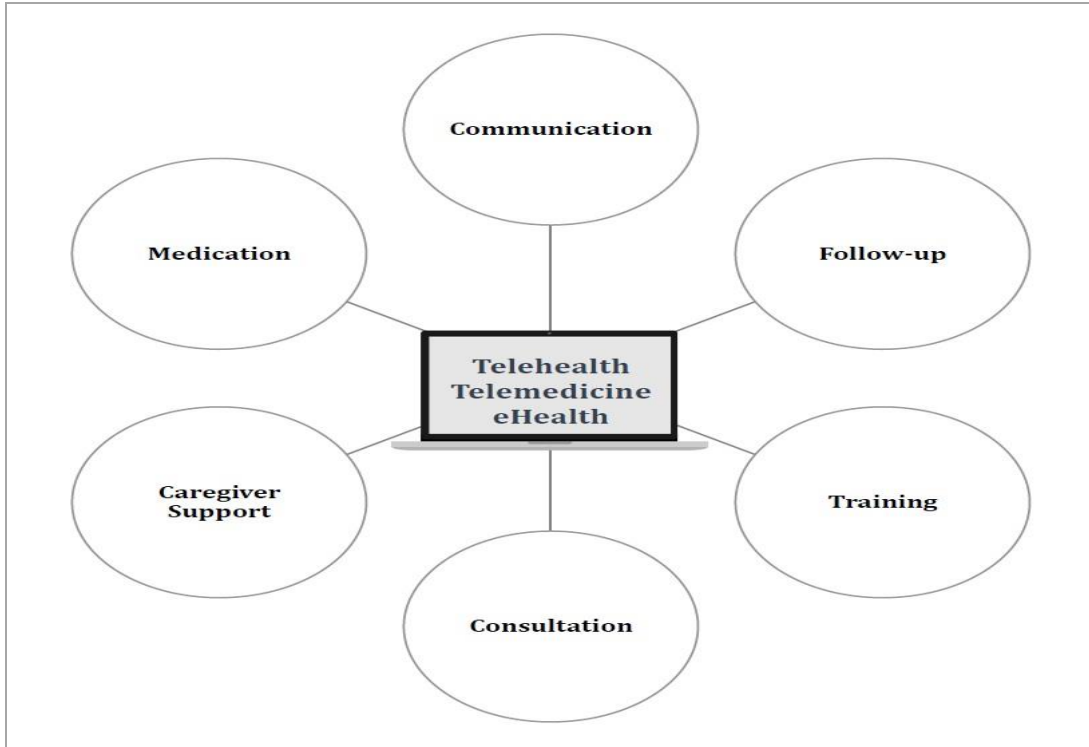 Communication
Medication
Follow-up
Telehealth
Telemedicine
eHealth
Caregiver
Support
Training
Consultation